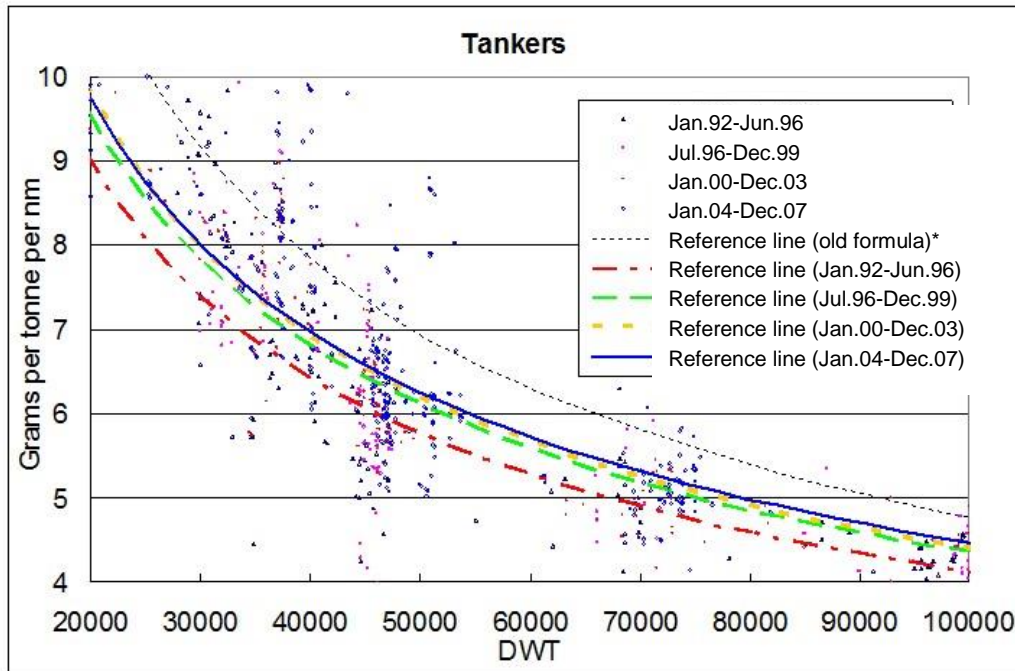 Tankers
10
9
8
7
6
5
4
Grams per tonne per nm
Jan.92-Jun.96
Jul.96-Dec.99
Jan.00-Dec.03
Jan.04-Dec.07
Reference line (old formula)*
Reference line (Jan.92-Jun.96)
Reference line (Jul.96-Dec.99)
Reference line (Jan.00-Dec.03)
Reference line (Jan.04-Dec.07)
20000 30000 40000 50000 60000 70000 80000 90000 100000
DWT